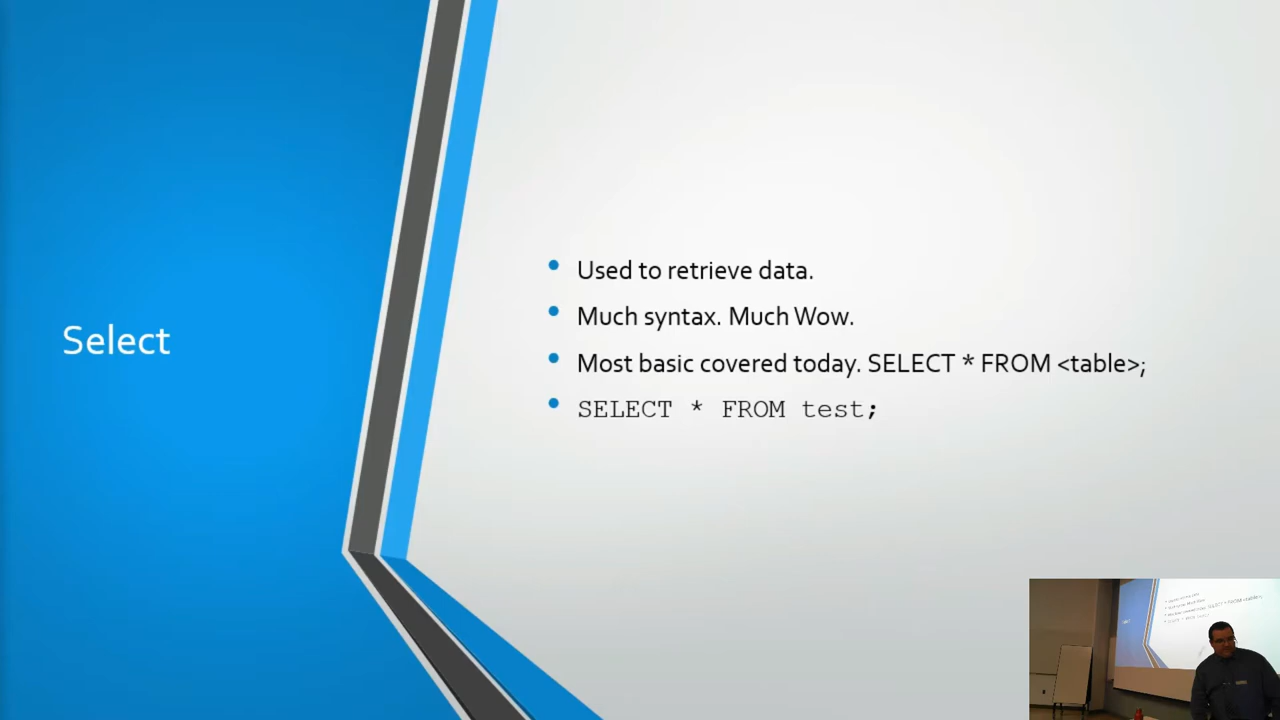 Select
Used to retrieve data.
Much syntax. Much Wow.
Most basic covered today. SELECT * FROM <table>;
SELECT * FROM test;